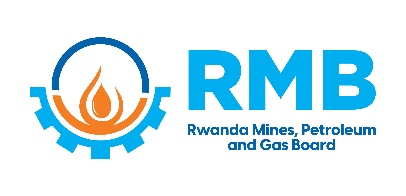 RMB
Rwanda Mines, Petroleum
and Gas Board